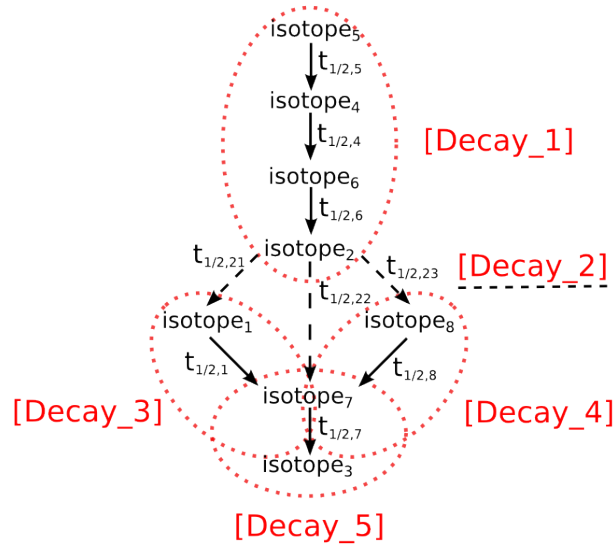 isotope₅
t₁/₂,₅
isotope₄
t₁/₂,₄
[Decay_1]
isotope₆
t₁/₂,₆
isotope₂
t₁/₂,₂₁
t₁/₂,₂₃
[Decay_2]
t₁/₂,₂₂
isotope₁
isotope₈
t₁/₂,₁
t₁/₂,₈
isotope₇
[Decay_3]
[Decay_4]
t₁/₂,₇
isotope₃
[Decay_5]